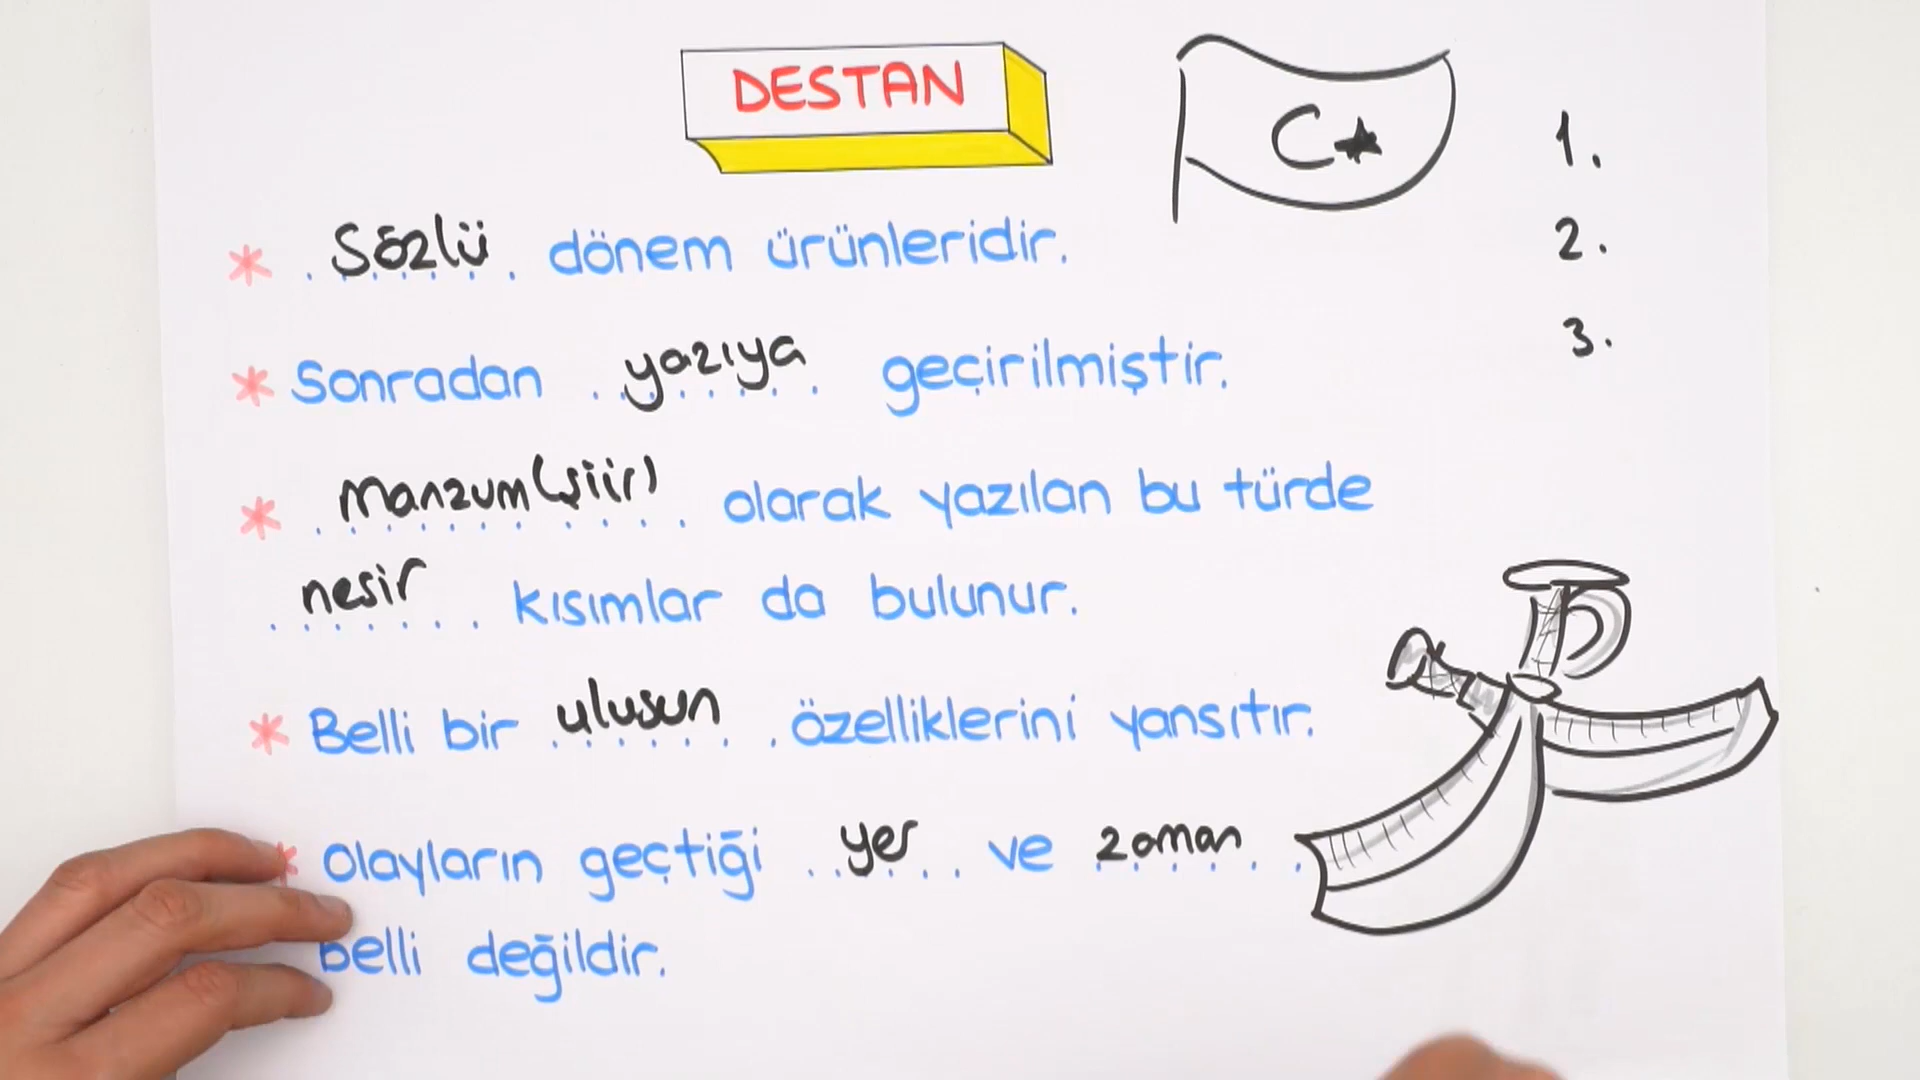 DESTAN
C★
1.
2.
3.
* Sözlü dönem ürünleridir.
* Sonradan yazıya geçirilmiştir.
* Manzum (şiir) olarak yazılan bu türde
nesir kısımlar da bulunur.
* Belli bir ulusun özelliklerini yansıtır.
* Olayların geçtiği yer ve zaman
belli değildir.